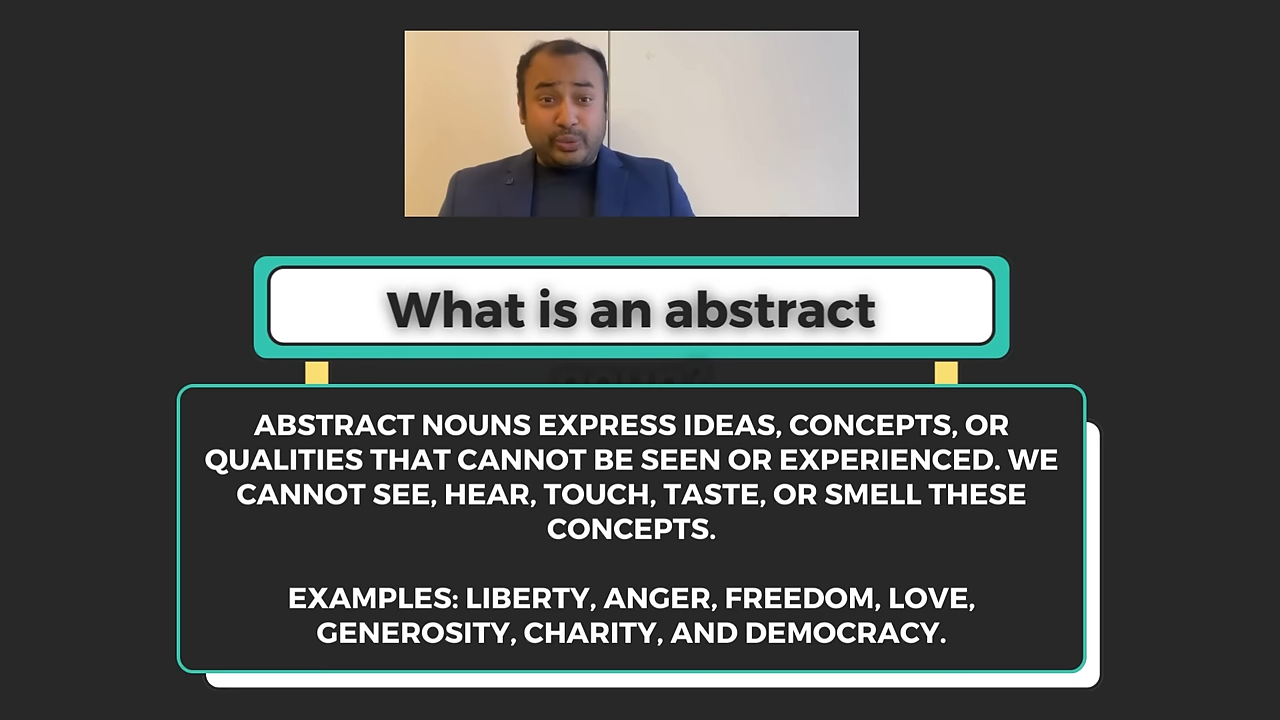 What is an abstract
ABSTRACT NOUNS EXPRESS IDEAS, CONCEPTS, OR
QUALITIES THAT CANNOT BE SEEN OR EXPERIENCED. WE
CANNOT SEE, HEAR, TOUCH, TASTE, OR SMELL THESE
CONCEPTS.
EXAMPLES: LIBERTY, ANGER, FREEDOM, LOVE,
GENEROSITY, CHARITY, AND DEMOCRACY.